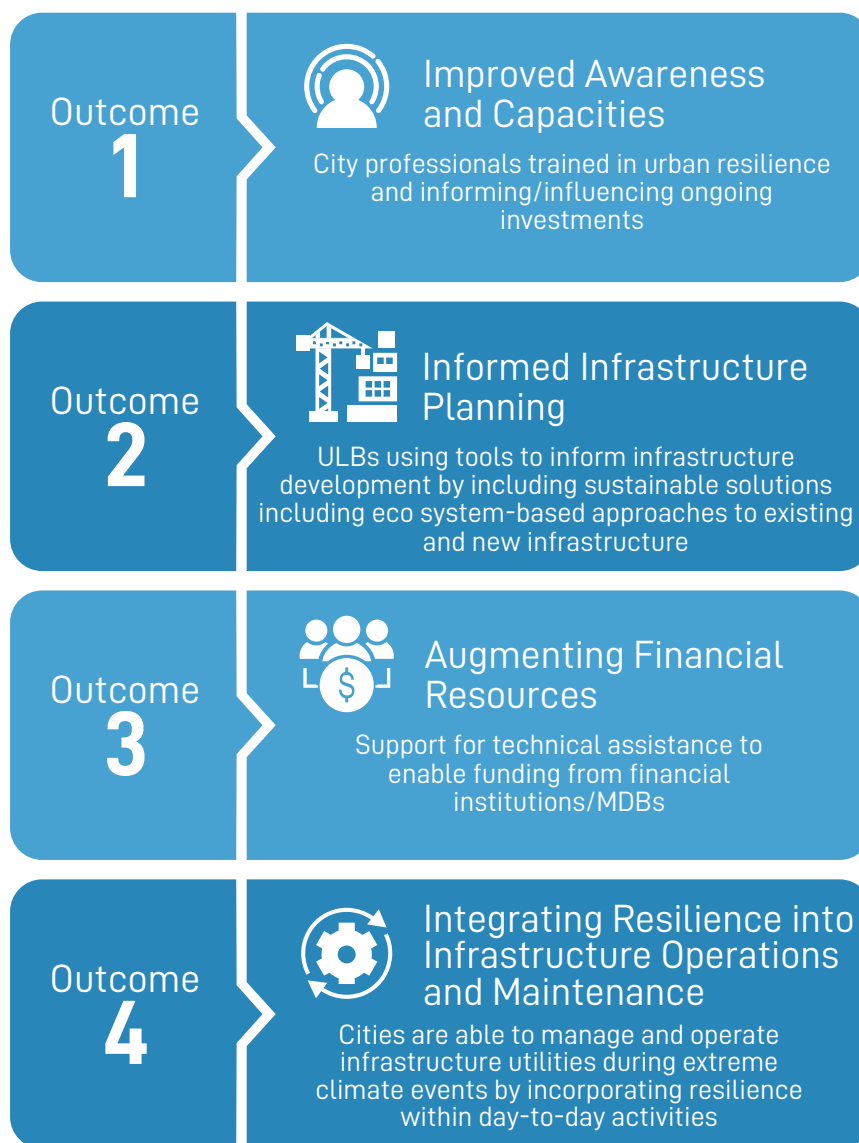 Outcome
1
Improved Awareness
and Capacities
City professionals trained in urban resilience
and informing/influencing ongoing
investments
Outcome
2
Informed Infrastructure
Planning
ULBs using tools to inform infrastructure
development by including sustainable solutions
including eco system-based approaches to existing
and new infrastructure
Outcome
3
$
Augmenting Financial
Resources
Support for technical assistance to
enable funding from financial
institutions/MDBs
Outcome
4
Integrating Resilience into
Infrastructure Operations
and Maintenance
Cities are able to manage and operate
infrastructure utilities during extreme
climate events by incorporating resilience
within day-to-day activities